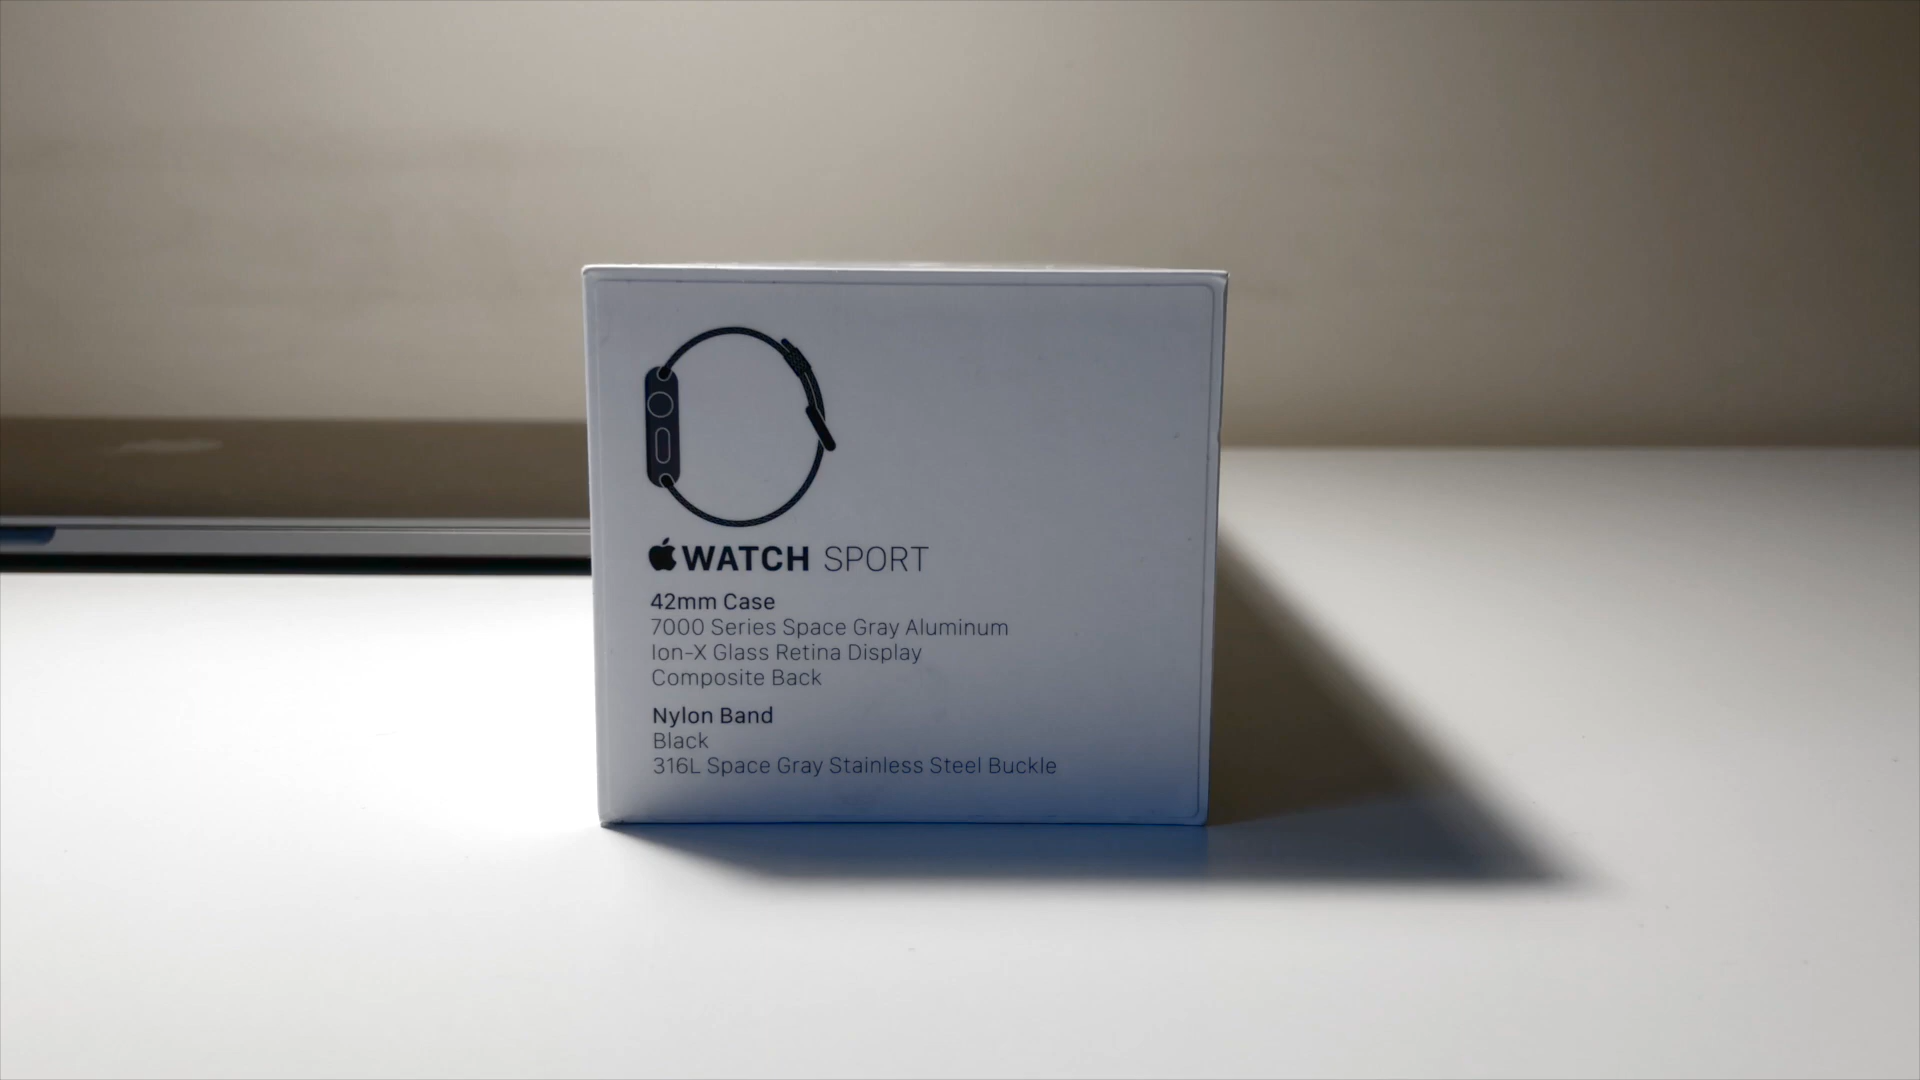 WATCH SPORT
42mm Case
7000 Series Space Gray Aluminum
Ion-X Glass Retina Display
Composite Back
Nylon Band
Black
316L Space Gray Stainless Steel Buckle